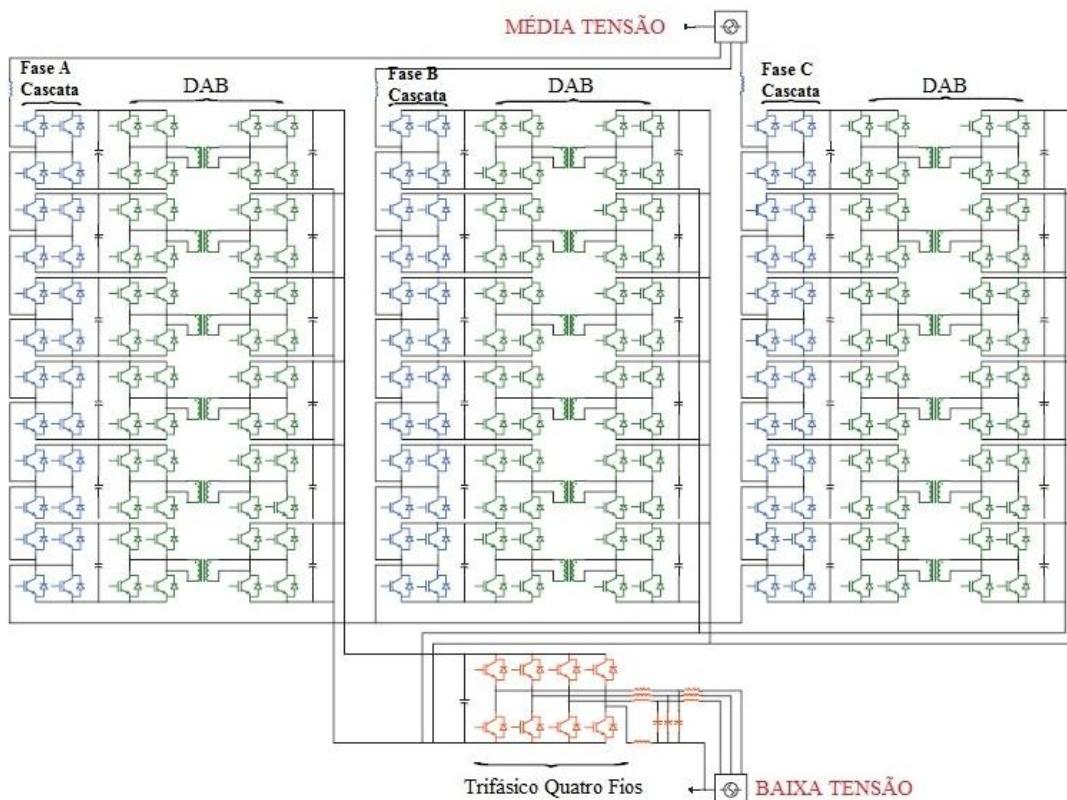 MÉDIA TENSÃO
Fase A
Cascata
DAB
Fase B
Cascata
DAB
Fase C
Cascata
DAB
Trifásico Quatro Fios
BAIXA TENSÃO